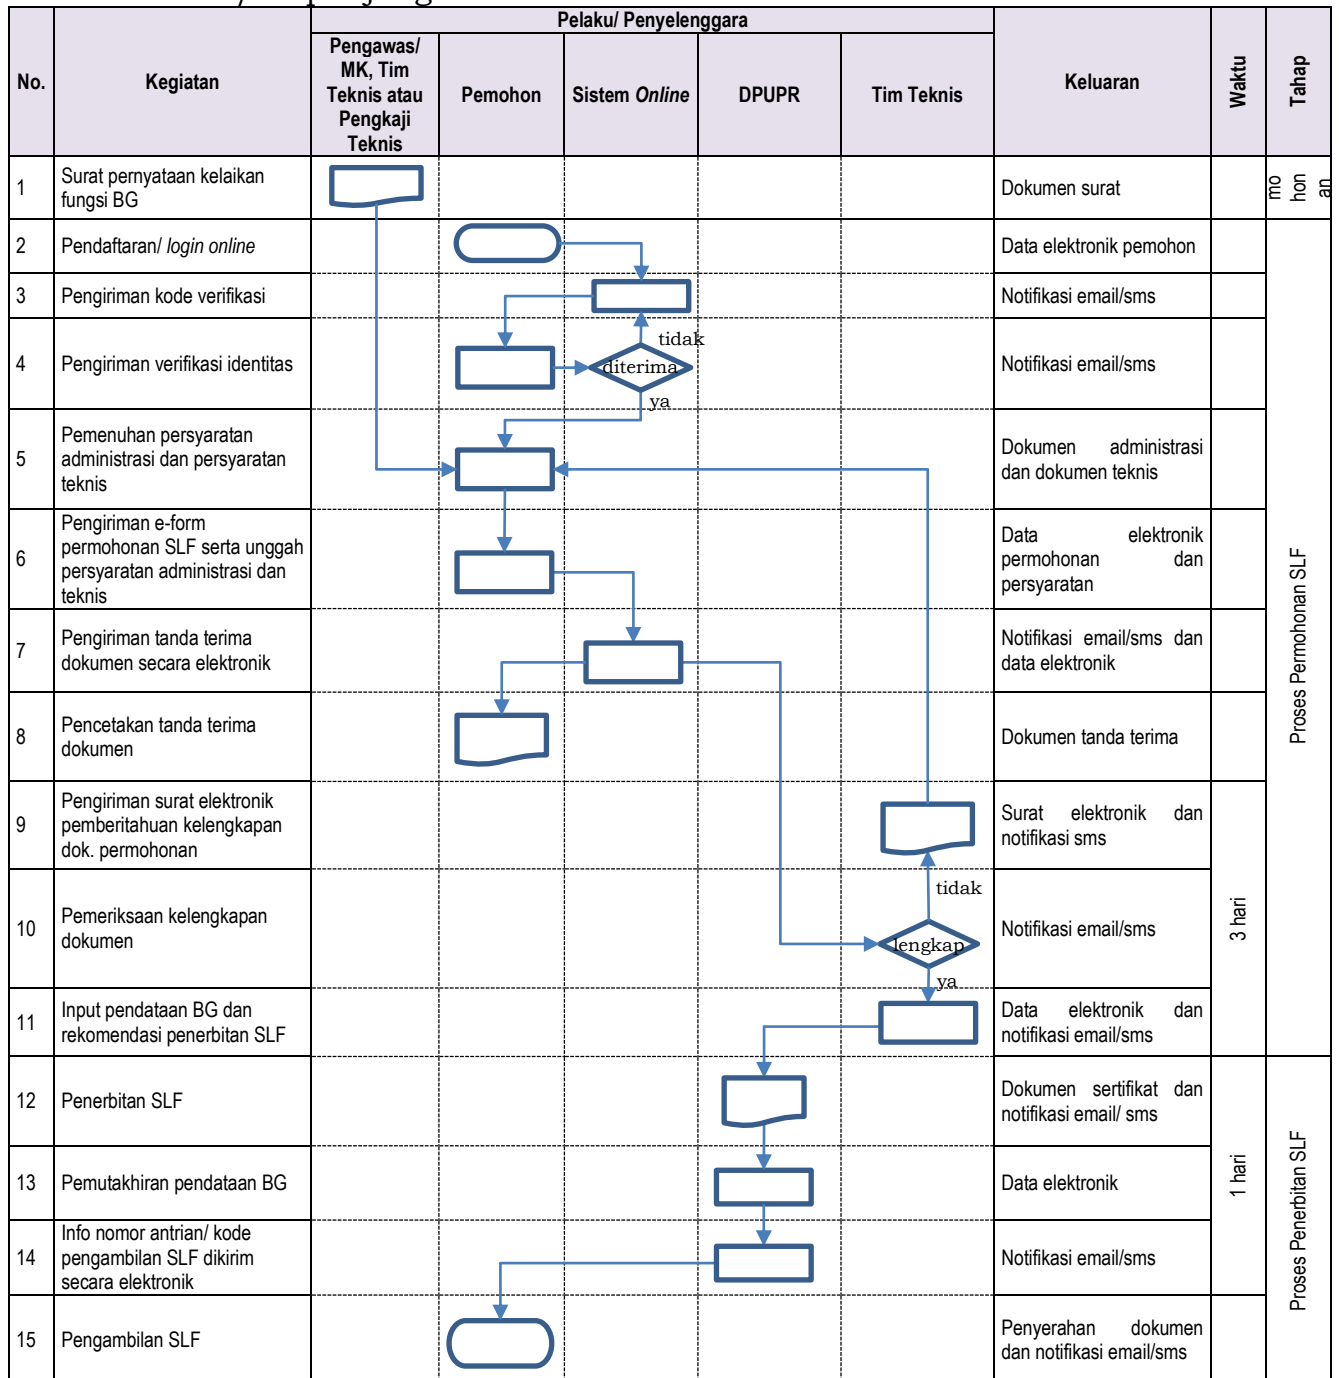 Pelaku/ Penyelenggara
No.
Kegiatan
Pengawas/
MK, Tim
Teknis atau
Pengkaji
Teknis
Pemohon
Sistem Online
DPUPR
Tim Teknis
Keluaran
Waktu
Tahap
1
Surat pernyataan kelaikan
fungsi BG
Dokumen surat
mo
hon
an
2
Pendaftaran/ login online
Data elektronik pemohon
3
Pengiriman kode verifikasi
Notifikasi email/sms
4
Pengiriman verifikasi identitas
tidak
diterima
ya
Notifikasi email/sms
5
Pemenuhan persyaratan
administrasi dan persyaratan
teknis
Dokumen administrasi
dan dokumen teknis
6
Pengiriman e-form
permohonan SLF serta unggah
persyaratan administrasi dan
teknis
Data elektronik
permohonan dan
persyaratan
Proses Permohonan SLF
7
Pengiriman tanda terima
dokumen secara elektronik
Notifikasi email/sms dan
data elektronik
8
Pencetakan tanda terima
dokumen
Dokumen tanda terima
9
Pengiriman surat elektronik
pemberitahuan kelengkapan
dok. permohonan
Surat elektronik dan
notifikasi sms
10
Pemeriksaan kelengkapan
dokumen
tidak
lengkap
ya
Notifikasi email/sms
3 hari
11
Input pendataan BG dan
rekomendasi penerbitan SLF
Data elektronik dan
notifikasi email/sms
12
Penerbitan SLF
Dokumen sertifikat dan
notifikasi email/ sms
13
Pemutakhiran pendataan BG
Data elektronik
1 hari
Proses Penerbitan SLF
14
Info nomor antrian/ kode
pengambilan SLF dikirim
secara elektronik
Notifikasi email/sms
15
Pengambilan SLF
Penyerahan dokumen
dan notifikasi email/sms